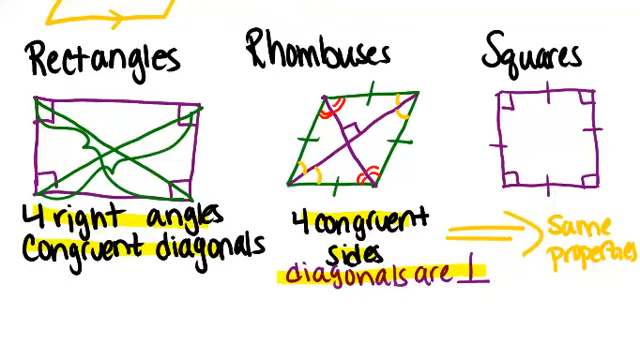 Rectangles
Rhombuses
Squares
4 right angles
congruent diagonals
4 congruent
sides
diagonals are ⊥
Same
properties